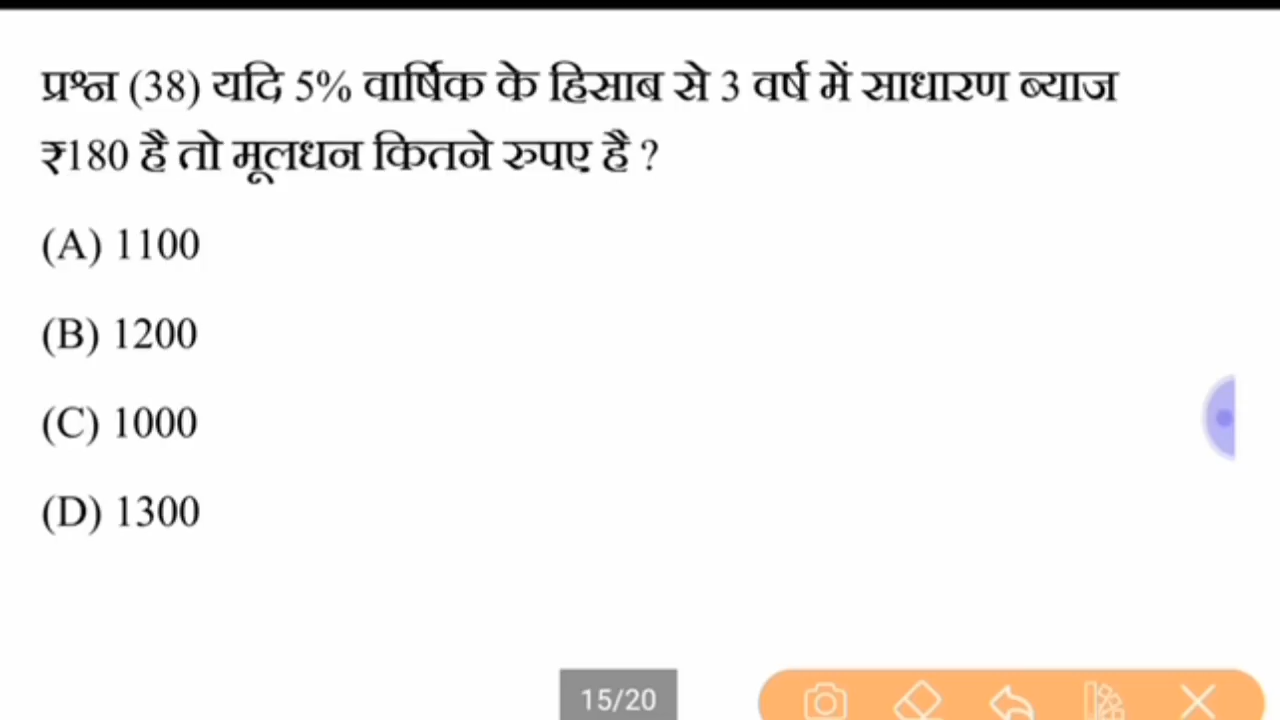 प्रश्न (38) यदि 5% वार्षिक के हिसाब से 3 वर्ष में साधारण ब्याज
₹180 है तो मूलधन कितने रुपए है ?
(A) 1100
(B) 1200
(C) 1000
(D) 1300
15/20